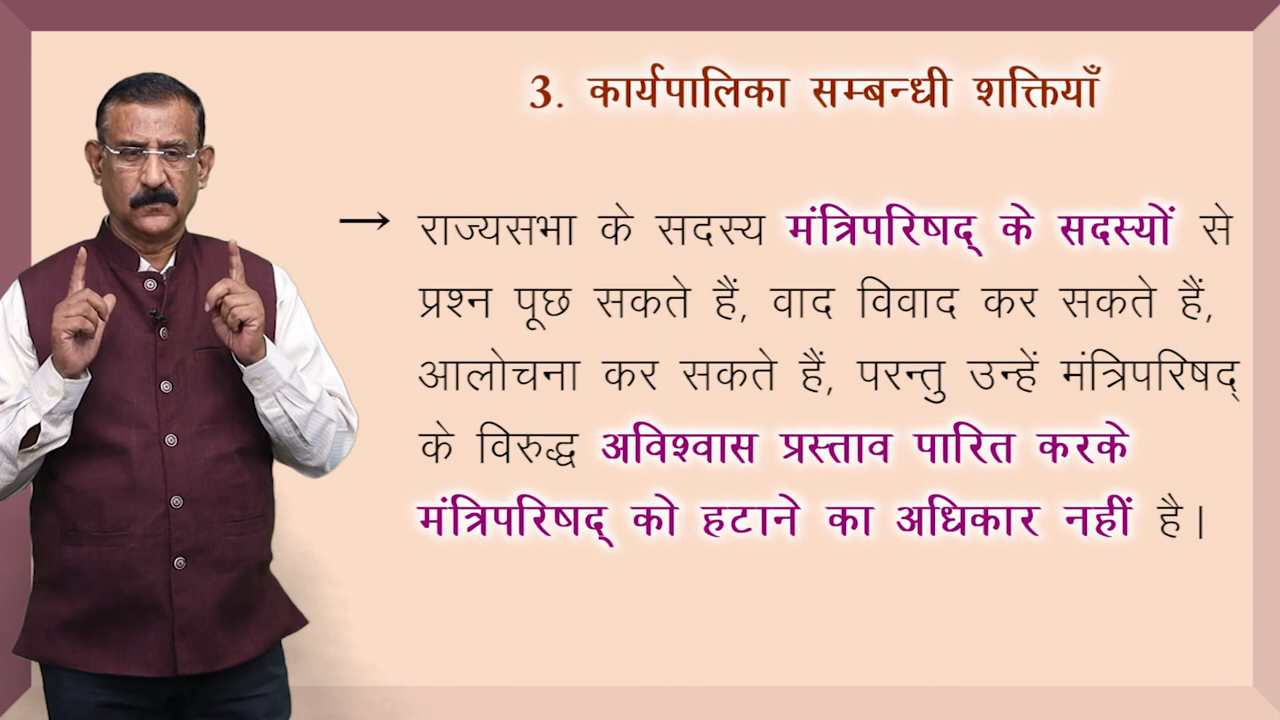 3. कार्यपालिका सम्बन्धी शक्तियाँ
→ राज्यसभा के सदस्य मंत्रिपरिषद् के सदस्यों से
प्रश्न पूछ सकते हैं, वाद विवाद कर सकते हैं,
आलोचना कर सकते हैं, परन्तु उन्हें मंत्रिपरिषद्
के विरुद्ध अविश्वास प्रस्ताव पारित करके
मंत्रिपरिषद् को हटाने का अधिकार नहीं है।